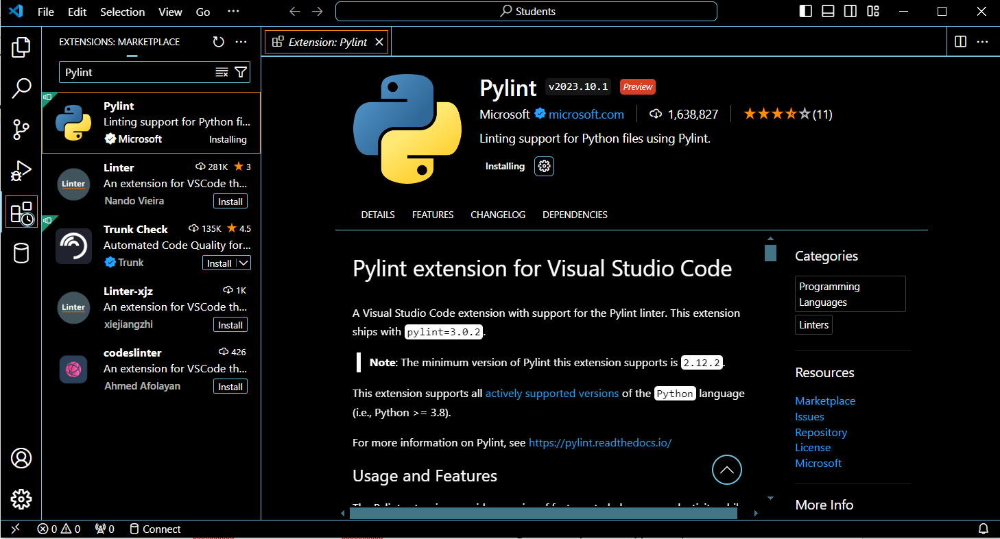 File Edit Selection View Go ···
Students
EXTENSIONS: MARKETPLACE
Pylint
Pylint
Linting support for Python fi...
Microsoft Installing
Linter 281K 3
Linter
An extension for VSCode th...
Nando Vieira Install
Trunk Check 135K 4.5
Automated Code Quality for...
Trunk Install
Linter-xjz 1K
Linter
An extension for VSCode th...
xiejiangzhi Install
codeslinter 426
An extension for VSCode th...
Ahmed Afolayan Install
Extension: Pylint
Pylint v2023.10.1 Preview
Microsoft microsoft.com 1,638,827 (11)
Linting support for Python files using Pylint.
Installing
DETAILS FEATURES CHANGELOG DEPENDENCIES
Pylint extension for Visual Studio Code
A Visual Studio Code extension with support for the Pylint linter. This extension
ships with pylint=3.0.2.
Note: The minimum version of Pylint this extension supports is 2.12.2.
This extension supports all actively supported versions of the Python language
(i.e., Python >= 3.8).
For more information on Pylint, see https://pylint.readthedocs.io/
Usage and Features
Categories
Programming
Languages
Linters
Resources
Marketplace
Issues
Repository
License
Microsoft
More Info
0 0 0 Connect